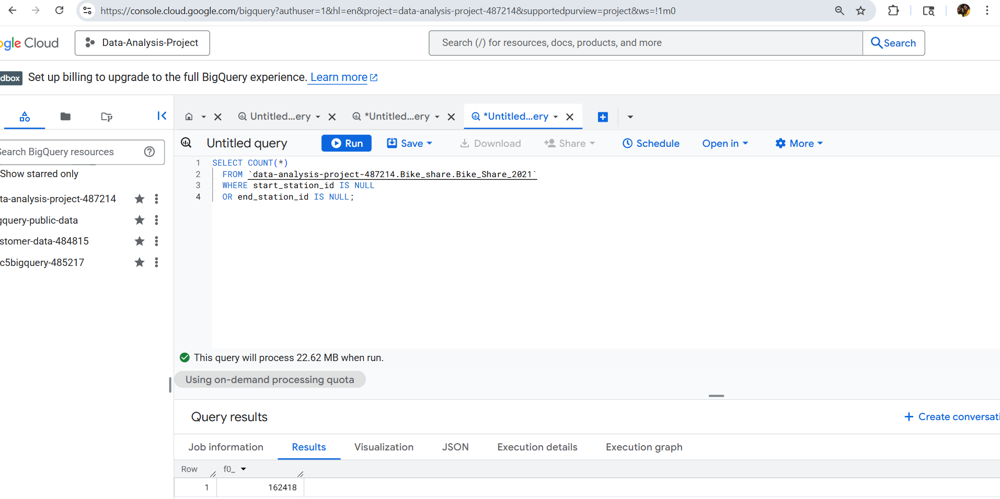 https://console.cloud.google.com/bigquery?authuser=1&hl=en&project=data-analysis-project-487214&supportedpurview=project&ws=!1m0
ogle Cloud
Data-Analysis-Project
Search (/) for resources, docs, products, and more
Search
dbox
Set up billing to upgrade to the full BigQuery experience. Learn more
Untitled...ery
*Untitled...ery
*Untitled...ery
Search BigQuery resources
Untitled query
Run
Save
Download
Share
Schedule
Open in
More
Show starred only
ta-analysis-project-487214
gquery-public-data
stomer-data-484815
c5bigquery-485217
1 SELECT COUNT(*)
2 FROM `data-analysis-project-487214.Bike_share.Bike_Share_2021`
3 WHERE start_station_id IS NULL
4 OR end_station_id IS NULL;
This query will process 22.62 MB when run.
Using on-demand processing quota
Query results
+ Create conversati
Job information
Results
Visualization
JSON
Execution details
Execution graph
Row f0_
1 162418